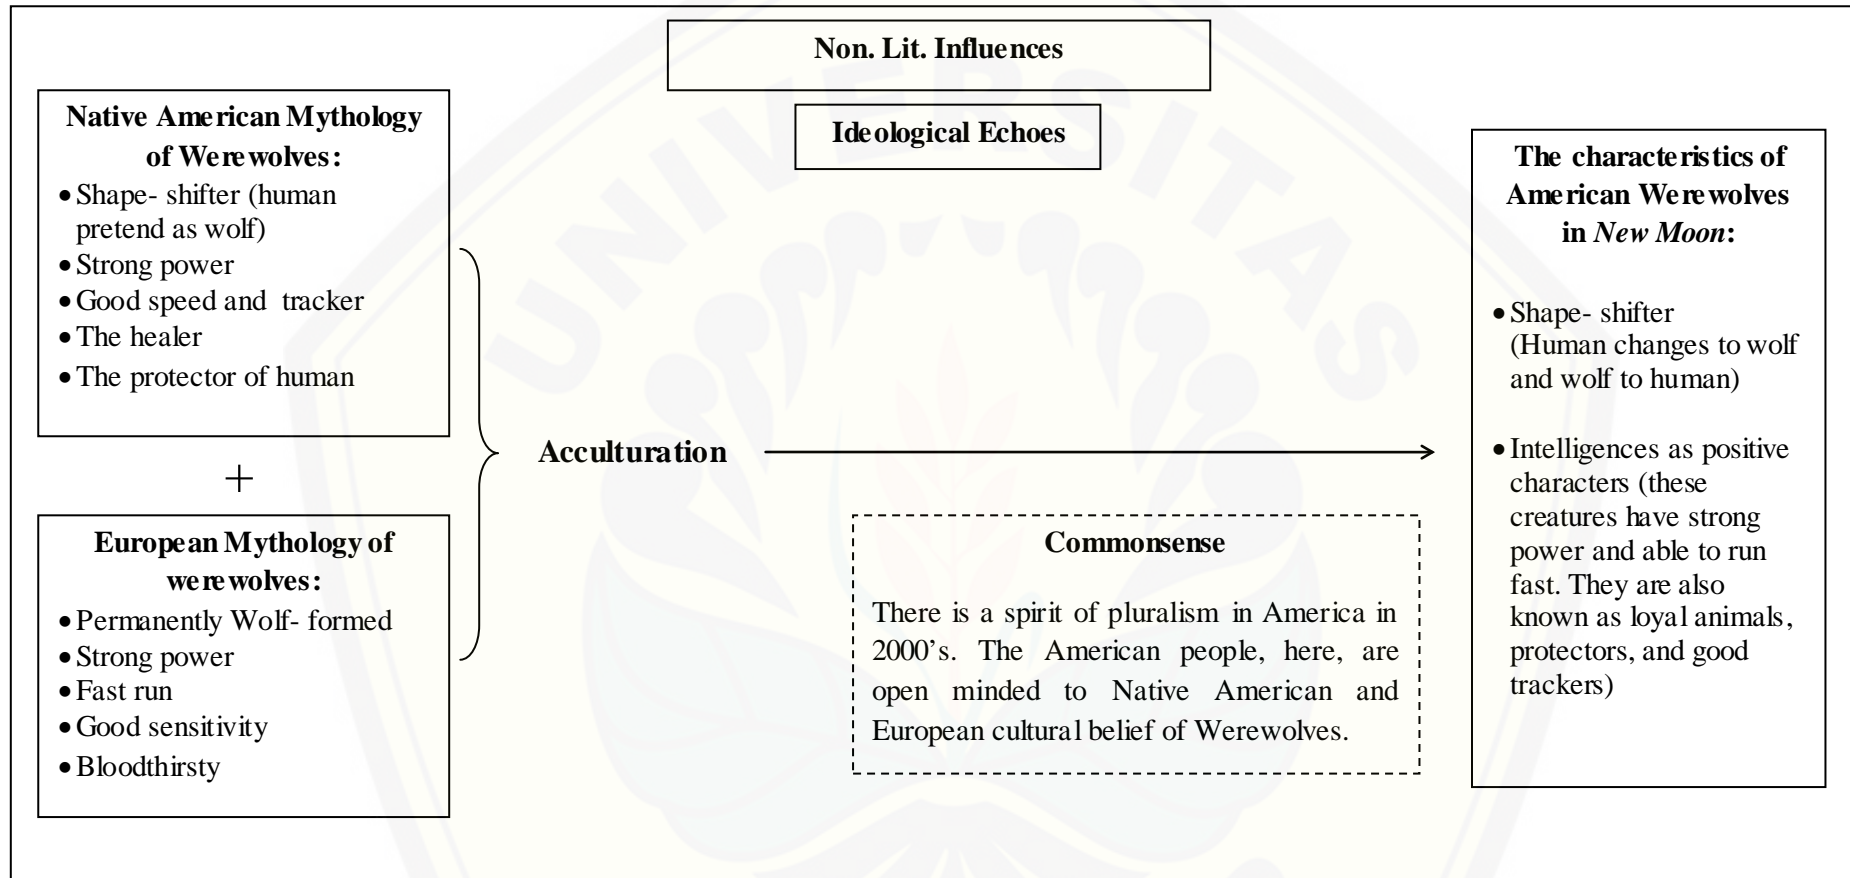 Non. Lit. Influences
Ideological Echoes
Native American Mythology
of Werewolves:
• Shape- shifter (human
pretend as wolf)
• Strong power
• Good speed and tracker
• The healer
• The protector of human
+
European Mythology of
werewolves:
• Permanently Wolf- formed
• Strong power
• Fast run
• Good sensitivity
• Bloodthirsty
Acculturation
Commonsense
There is a spirit of pluralism in America in
2000’s. The American people, here, are
open minded to Native American and
European cultural belief of Werewolves.
The characteristics of
American Werewolves
in New Moon:
• Shape- shifter
(Human changes to wolf
and wolf to human)
• Intelligences as positive
characters (these
creatures have strong
power and able to run
fast. They are also
known as loyal animals,
protectors, and good
trackers)
UNIVERSITAS